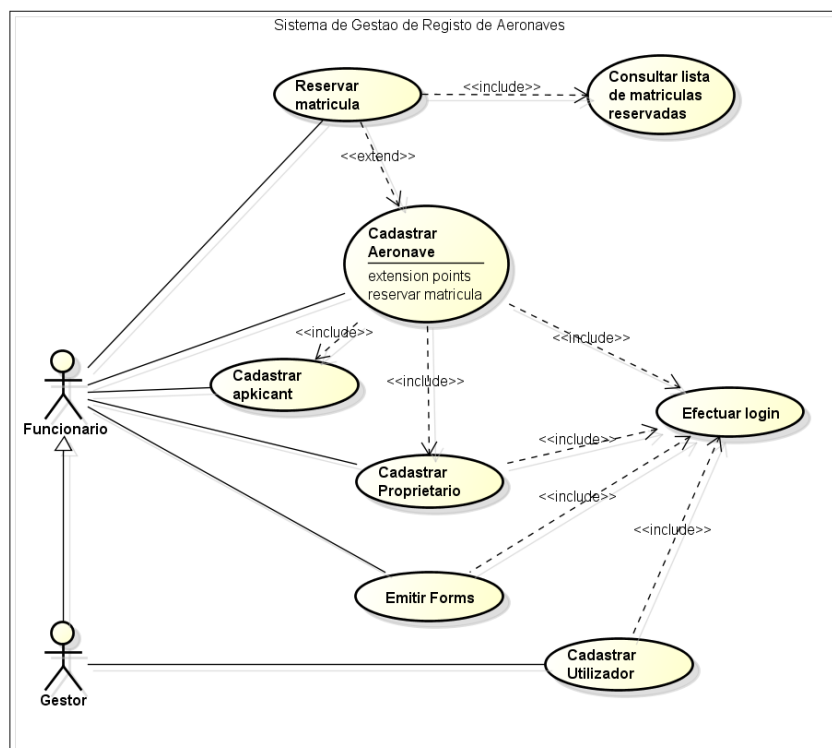 Sistema de Gestao de Registo de Aeronaves
Reservar
matricula
<<include>>
Consultar lista
de matriculas
reservadas
<<extend>>
Cadastrar
Aeronave
extension points
reservar matricula
<<include>>
<<include>>
Cadastrar
apkicant
<<include>>
Funcionario
Efectuar login
Cadastrar
Proprietario
<<include>>
<<include>>
<<include>>
Emitir Forms
Cadastrar
Utilizador
Gestor